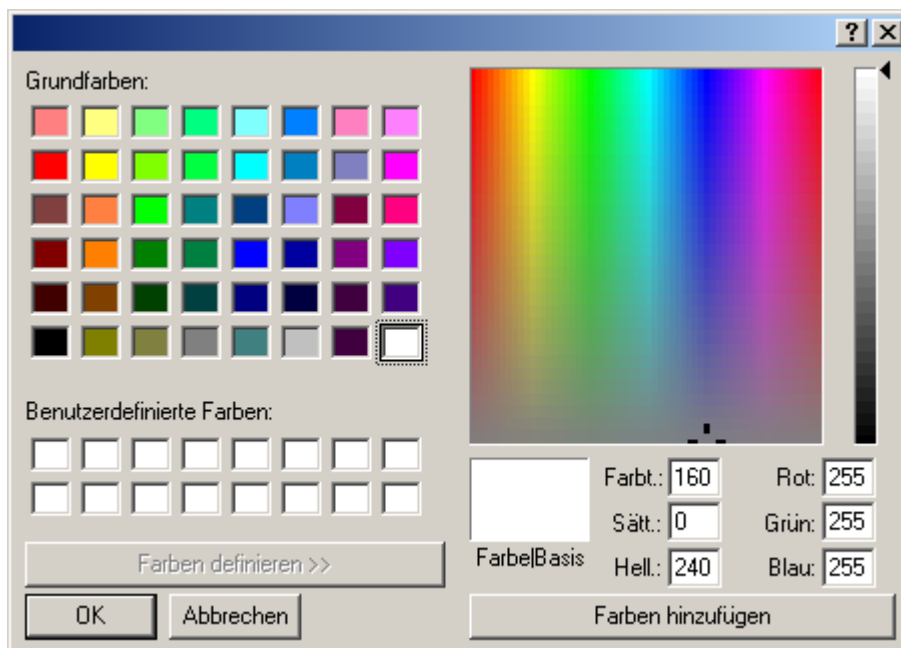 ?
Grundfarben:
Benutzerdefinierte Farben:
Farben definieren >>
OK
Abbrechen
Farbe|Basis
Farbt.: 160
Sätt.: 0
Hell.: 240
Rot: 255
Grün: 255
Blau: 255
Farben hinzufügen